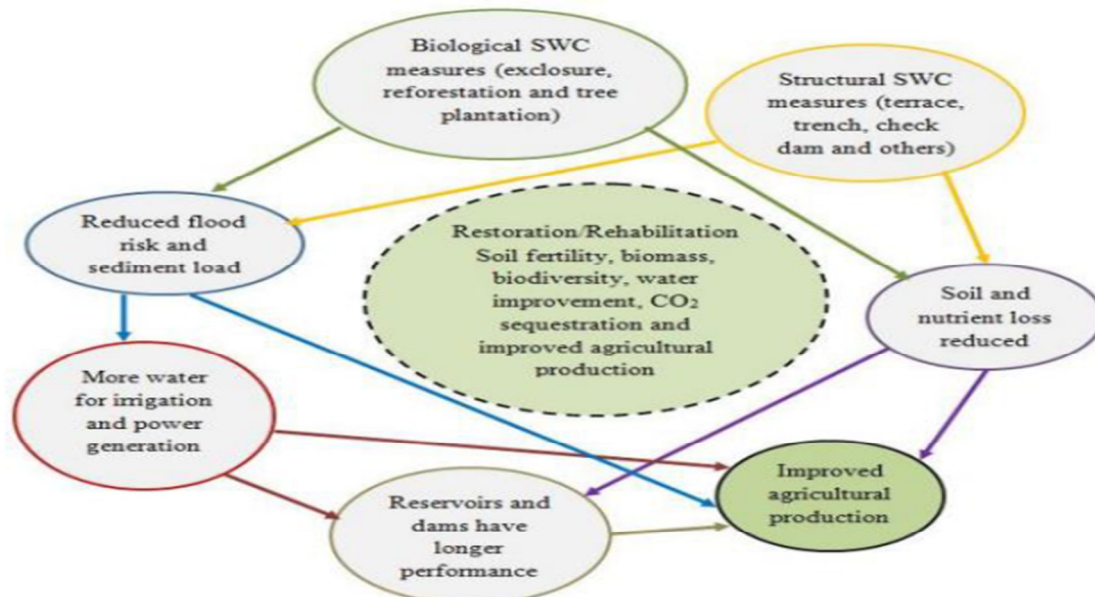 Biological SWC
measures (exclosure,
reforestation and tree
plantation)
Structural SWC
measures (terrace,
trench, check
dam and others)
Reduced flood
risk and
sediment load
Restoration/Rehabilitation
Soil fertility, biomass,
biodiversity, water
improvement, CO₂
sequestration and
improved agricultural
production
Soil and
nutrient loss
reduced
More water
for irrigation
and power
generation
Improved
agricultural
production
Reservoirs and
dams have
longer
performance